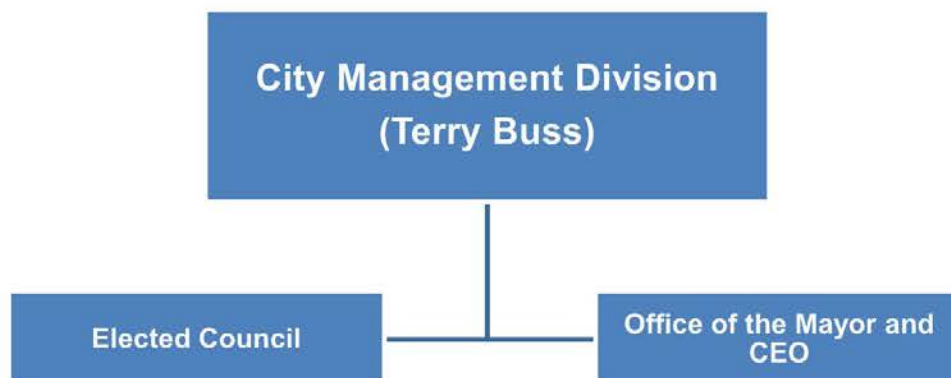 City Management Division
(Terry Buss)
Elected Council
Office of the Mayor and
CEO